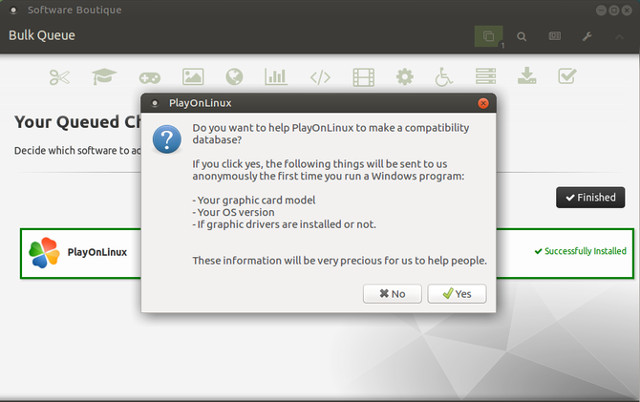 Software Boutique
Bulk Queue
1
PlayOnLinux
Your Queued Ch
Do you want to help PlayOnLinux to make a compatibility
database?
Decide which software to ad
If you click yes, the following things will be sent to us
anonymously the first time you run a Windows program:
- Your graphic card model
- Your OS version
- If graphic drivers are installed or not.
These information will be very precious for us to help people.
No
Yes
Finished
PlayOnLinux
Successfully Installed